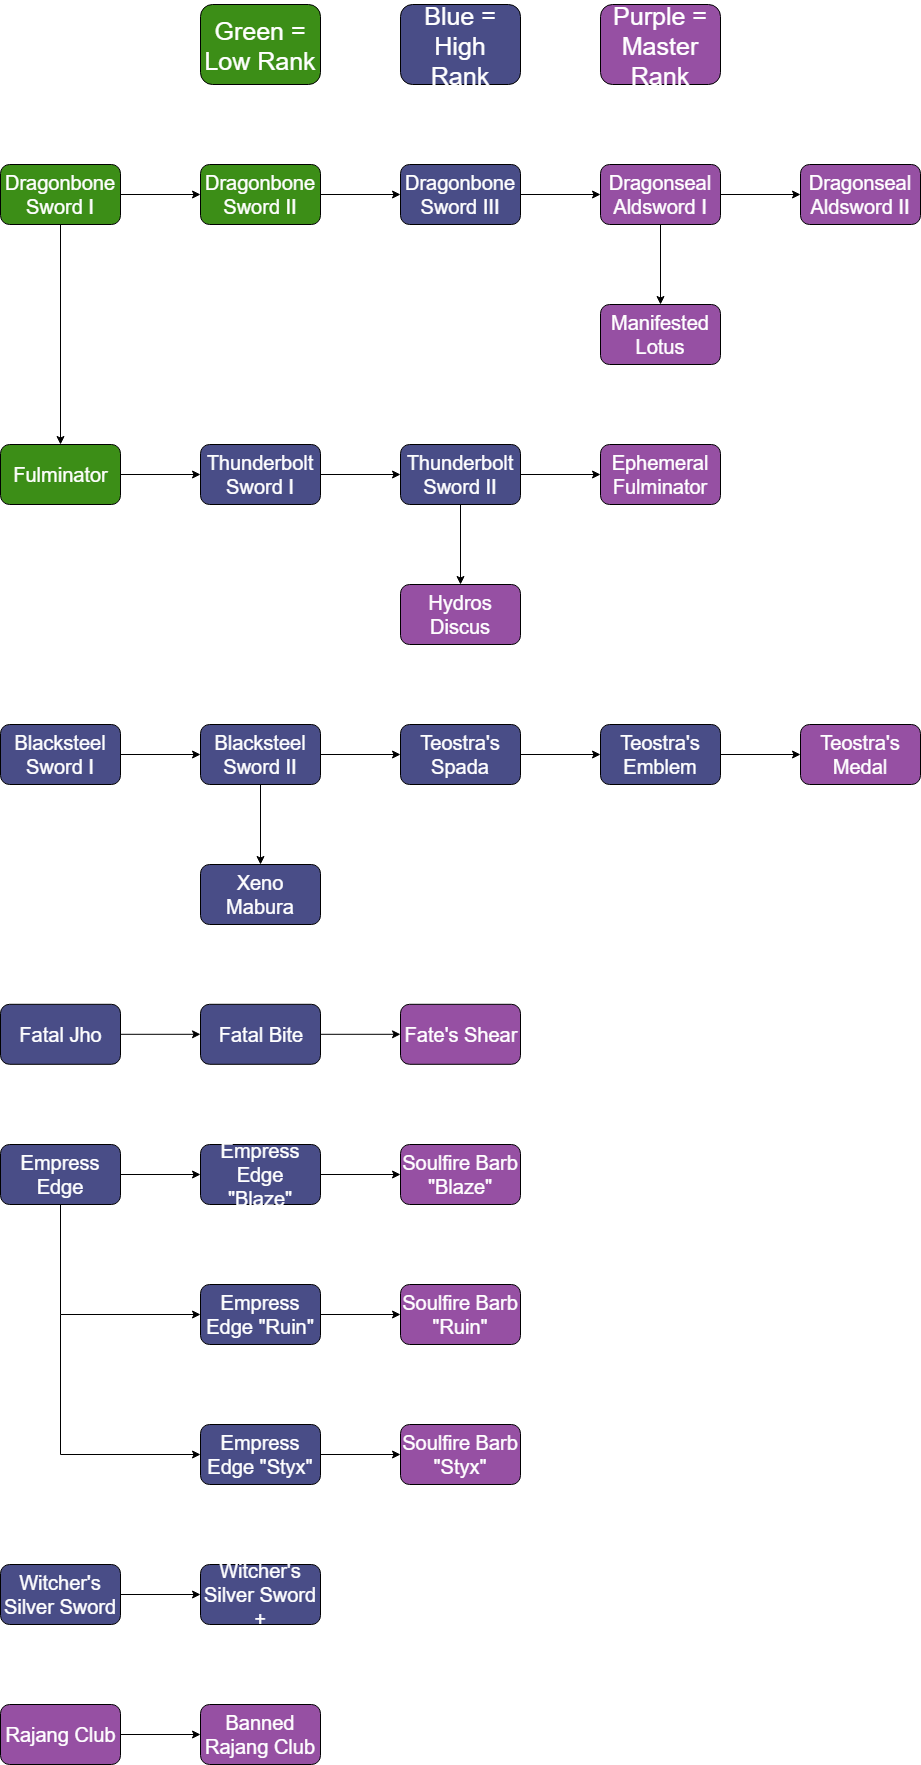 Green =
Low Rank
Blue =
High
Rank
Purple =
Master
Rank
Dragonbone
Sword I
Dragonbone
Sword II
Dragonbone
Sword III
Dragonseal
Aldsword I
Dragonseal
Aldsword II
Manifested
Lotus
Fulminator
Thunderbolt
Sword I
Thunderbolt
Sword II
Ephemeral
Fulminator
Hydros
Discus
Blacksteel
Sword I
Blacksteel
Sword II
Teostra's
Spada
Teostra's
Emblem
Teostra's
Medal
Xeno
Mabura
Fatal Jho
Fatal Bite
Fate's Shear
Empress
Edge
Empress
Edge
"Blaze"
Soulfire Barb
"Blaze"
Empress
Edge "Ruin"
Soulfire Barb
"Ruin"
Empress
Edge "Styx"
Soulfire Barb
"Styx"
Witcher's
Silver Sword
Witcher's
Silver Sword
+
Rajang Club
Banned
Rajang Club